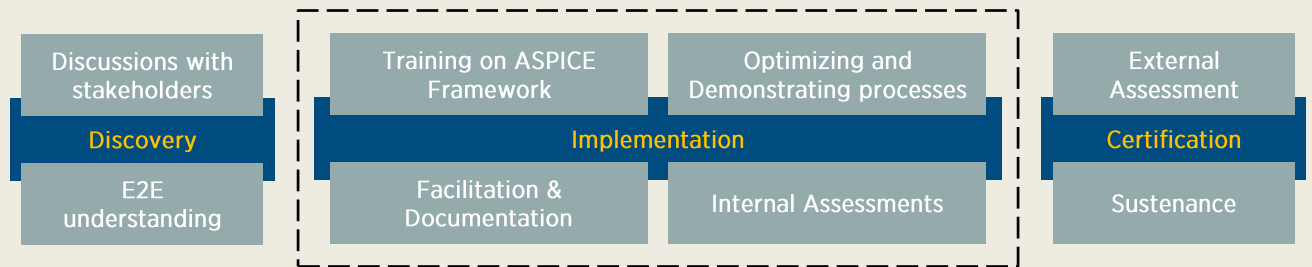 Discussions with
stakeholders
Discovery
E2E
understanding
Training on ASPICE
Framework
Optimizing and
Demonstrating processes
Implementation
Facilitation &
Documentation
Internal Assessments
External
Assessment
Certification
Sustenance